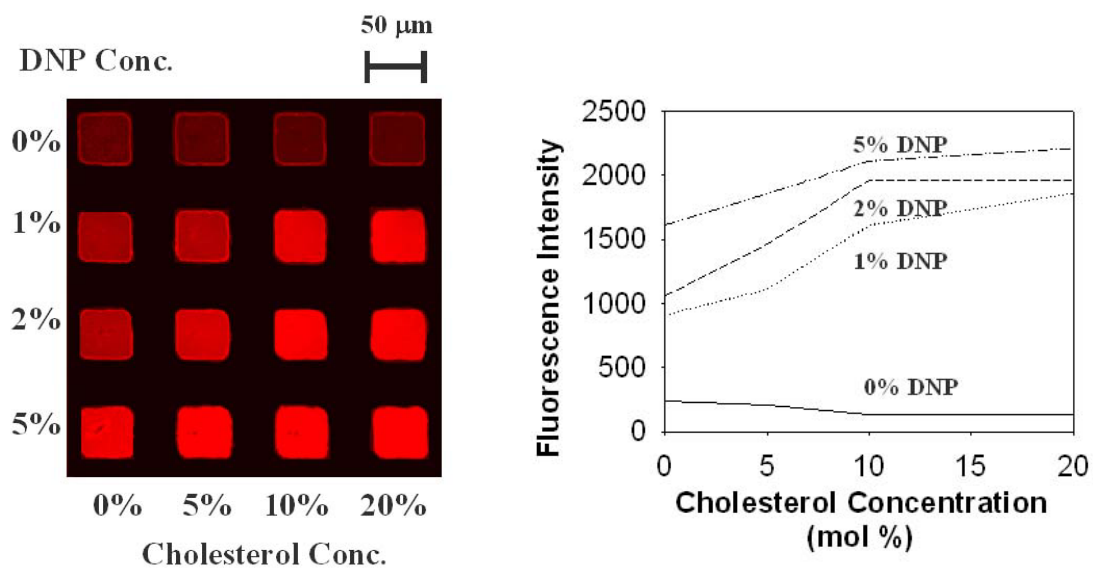 50 μm
DNP Conc.
0%
1%
2%
5%
0% 5% 10% 20%
Cholesterol Conc.
2500
2000
1500
1000
500
0
Fluorescence Intensity
5% DNP
2% DNP
1% DNP
0% DNP
0 5 10 15 20
Cholesterol Concentration
(mol %)